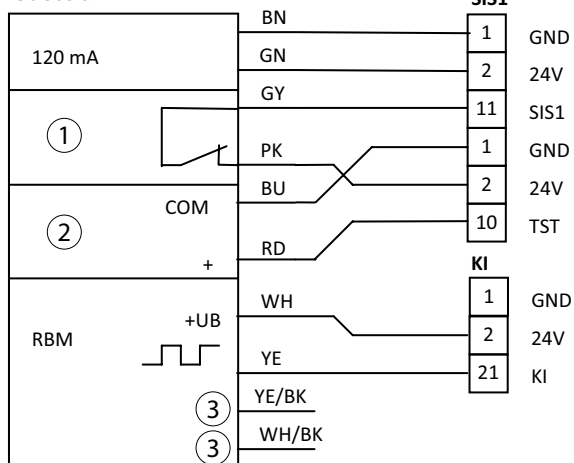 SIS1
BN
1 GND
120 mA
GN
2 24V
GY
11 SIS1
1
PK
1 GND
BU
2 24V
COM
2
10 TST
RD
+
KI
WH
1 GND
+UB
2 24V
RBM
YE
21 KI
3 YE/BK
3 WH/BK